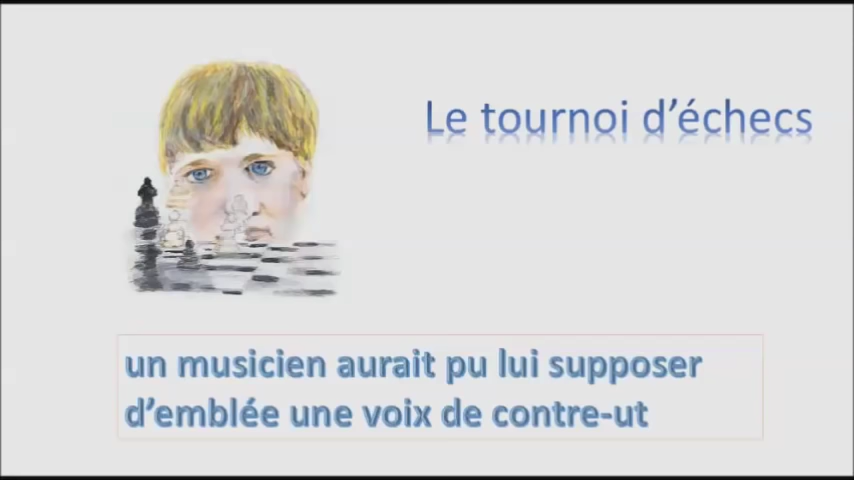 Le tournoi d'échecs
un musicien aurait pu lui supposer
d'emblée une voix de contre-ut